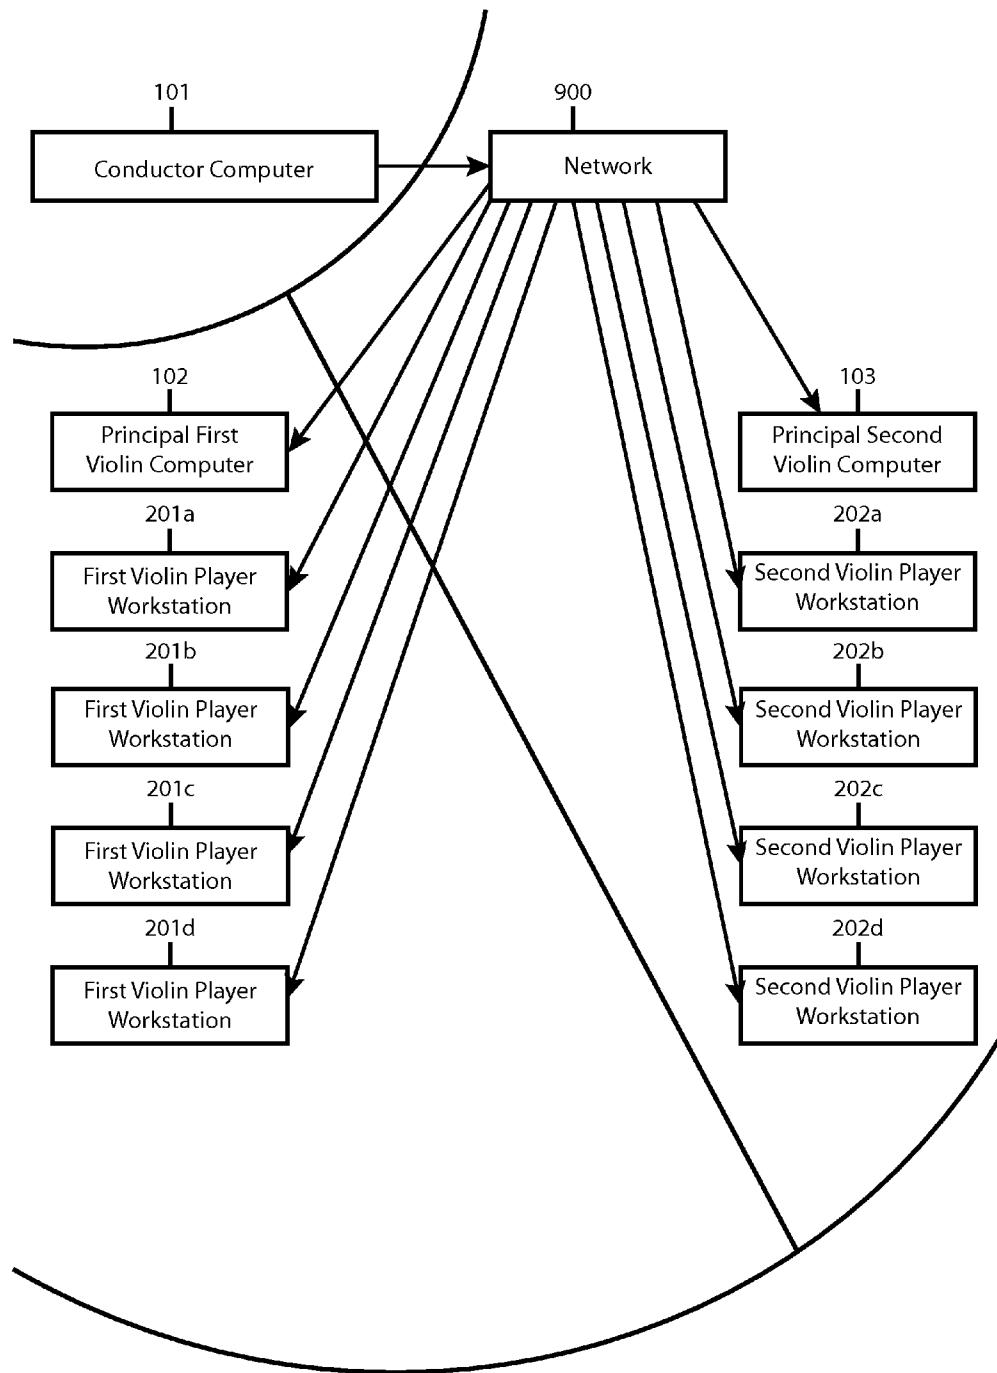 101
900
Conductor Computer
Network
102
103
Principal First
Violin Computer
Principal Second
Violin Computer
201a
202a
First Violin Player
Workstation
Second Violin Player
Workstation
201b
202b
First Violin Player
Workstation
Second Violin Player
Workstation
201c
202c
First Violin Player
Workstation
Second Violin Player
Workstation
201d
202d
First Violin Player
Workstation
Second Violin Player
Workstation